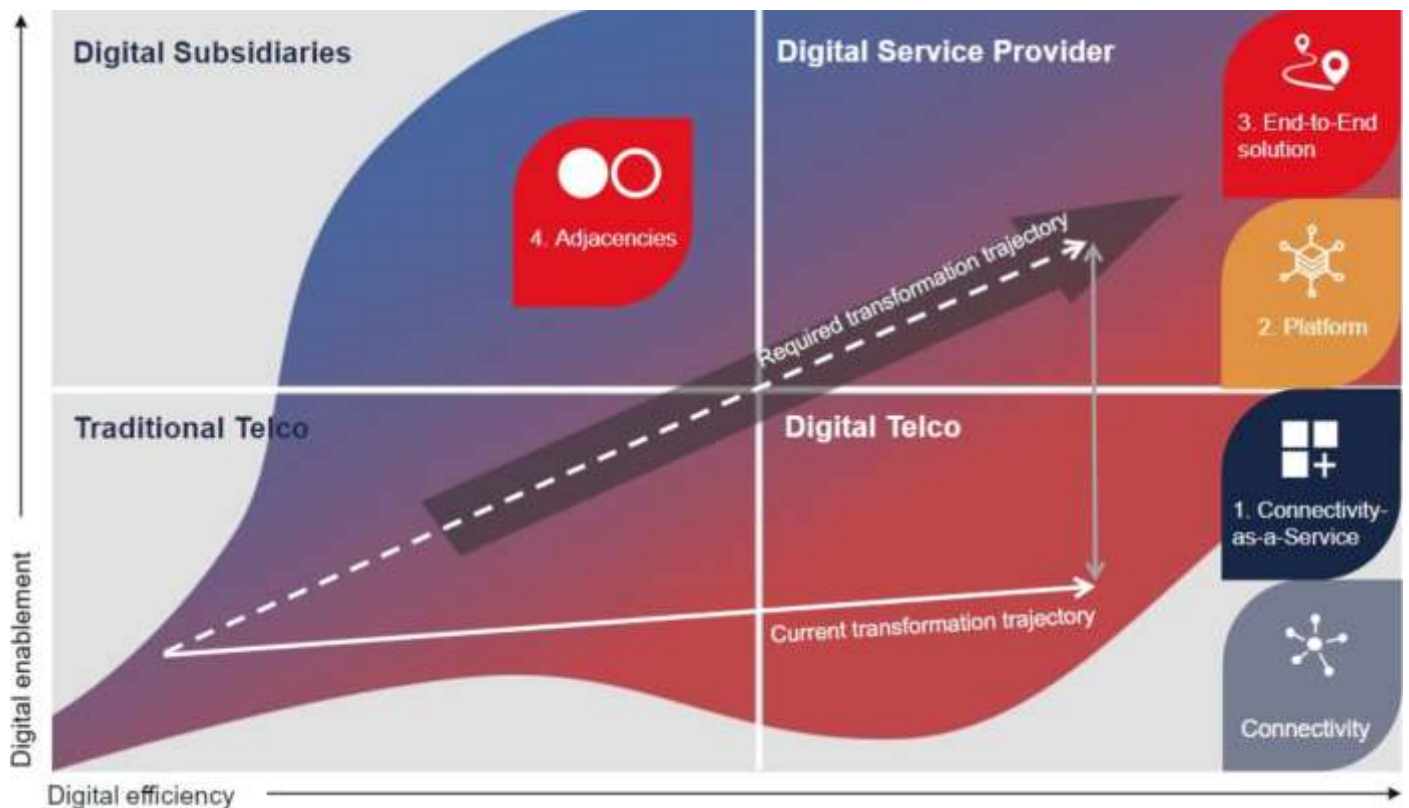 Digital Subsidiaries
Digital Service Provider
3. End-to-End
solution
4. Adjacencies
Required transformation trajectory
2. Platform
Traditional Telco
Digital Telco
1. Connectivity-
as-a-Service
Current transformation trajectory
Connectivity
Digital enablement
Digital efficiency